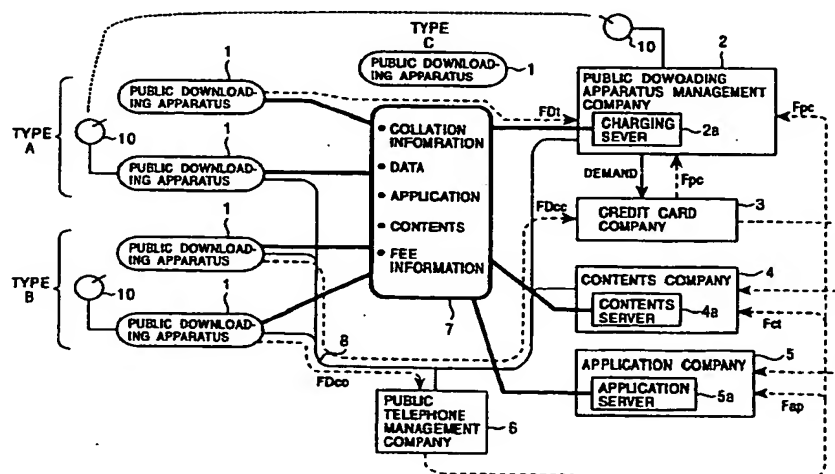 TYPE
C
PUBLIC DOWNLOAD-
ING APPARATUS
1
10
2
PUBLIC DOWOADING
APPARATUS MANAGEMENT
COMPANY
CHARGING
SEVER
2a
Fpc
TYPE
A
1
PUBLIC DOWNLOAD-
ING APPARATUS
10
1
PUBLIC DOWNLOAD-
ING APPARATUS
FDt
• COLLATION
INFOMRATION
• DATA
• APPLICATION
• CONTENTS
• FEE
INFORMATION
7
DEMAND
Fpc
FDcc
3
CREDIT CARD
COMPANY
TYPE
B
1
PUBLIC DOWNLOAD-
ING APPARATUS
10
1
PUBLIC DOWNLOAD-
ING APPARATUS
8
FDco
4
CONTENTS COMPANY
CONTENTS
SERVER
4a
Fct
5
APPLICATION COMPANY
APPLICATION
SERVER
5a
Fap
PUBLIC
TELEPHONE
MANAGEMENT
COMPANY
6